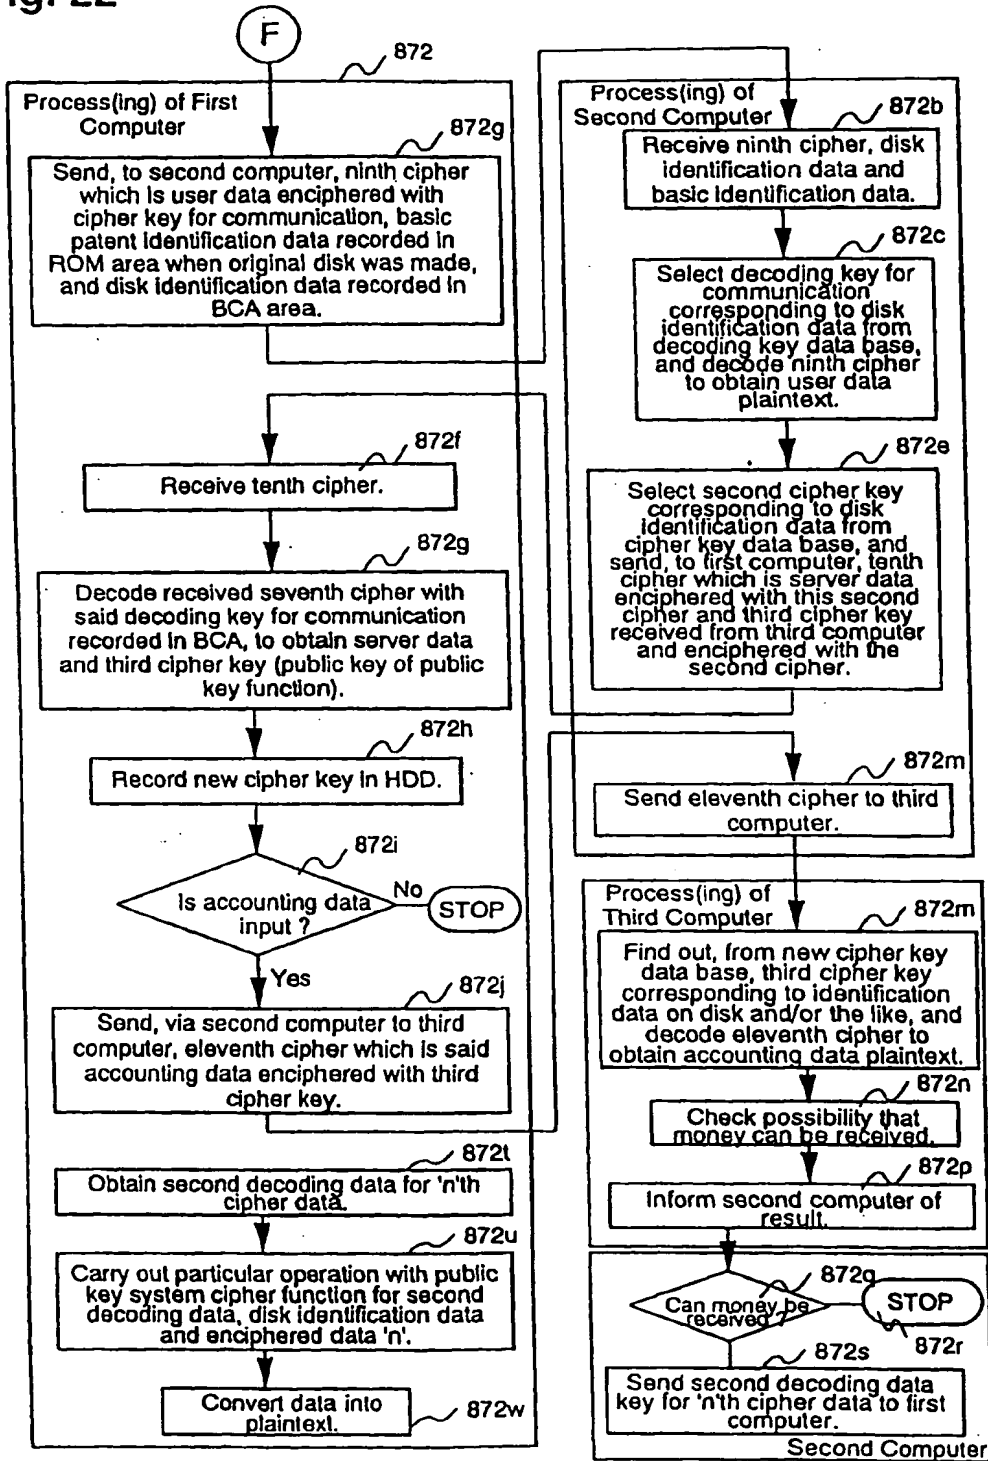 Fig. 22
F
872
Process(ing) of First
Computer
872g
Send, to second computer, ninth cipher
which is user data enciphered with
cipher key for communication, basic
patent identification data recorded in
ROM area when original disk was made,
and disk identification data recorded in
BCA area.
872f
Receive tenth cipher.
872g
Decode received seventh cipher with
said decoding key for communication
recorded in BCA, to obtain server data
and third cipher key (public key of public
key function).
872h
Record new cipher key in HDD.
872i
Is accounting data
input ?
No
STOP
Yes
872j
Send, via second computer to third
computer, eleventh cipher which is said
accounting data enciphered with third
cipher key.
872t
Obtain second decoding data for 'n'th
cipher data.
872u
Carry out particular operation with public
key system cipher function for second
decoding data, disk identification data
and enciphered data 'n'.
Convert data into
plaintext.
872w
Process(ing) of
Second Computer
872b
Receive ninth cipher, disk
identification data and
basic identification data.
872c
Select decoding key for
communication
corresponding to disk
identification data from
decoding key data base,
and decode ninth cipher
to obtain user data
plaintext.
872e
Select second cipher key
corresponding to disk
identification data from
cipher key data base, and
send, to first computer, tenth
cipher which is server data
enciphered with this second
cipher and third cipher key
received from third computer
and enciphered with the
second cipher.
872m
Send eleventh cipher to third
computer.
Process(ing) of
Third Computer
872m
Find out, from new cipher key
data base, third cipher key
corresponding to identification
data on disk and/or the like, and
decode eleventh cipher to
obtain accounting data plaintext.
872n
Check possibility that
money can be received.
872p
Inform second computer of
result.
872q
Can money be
received ?
STOP
872r
872s
Send second decoding data
key for 'n'th cipher data to first
computer.
Second Computer